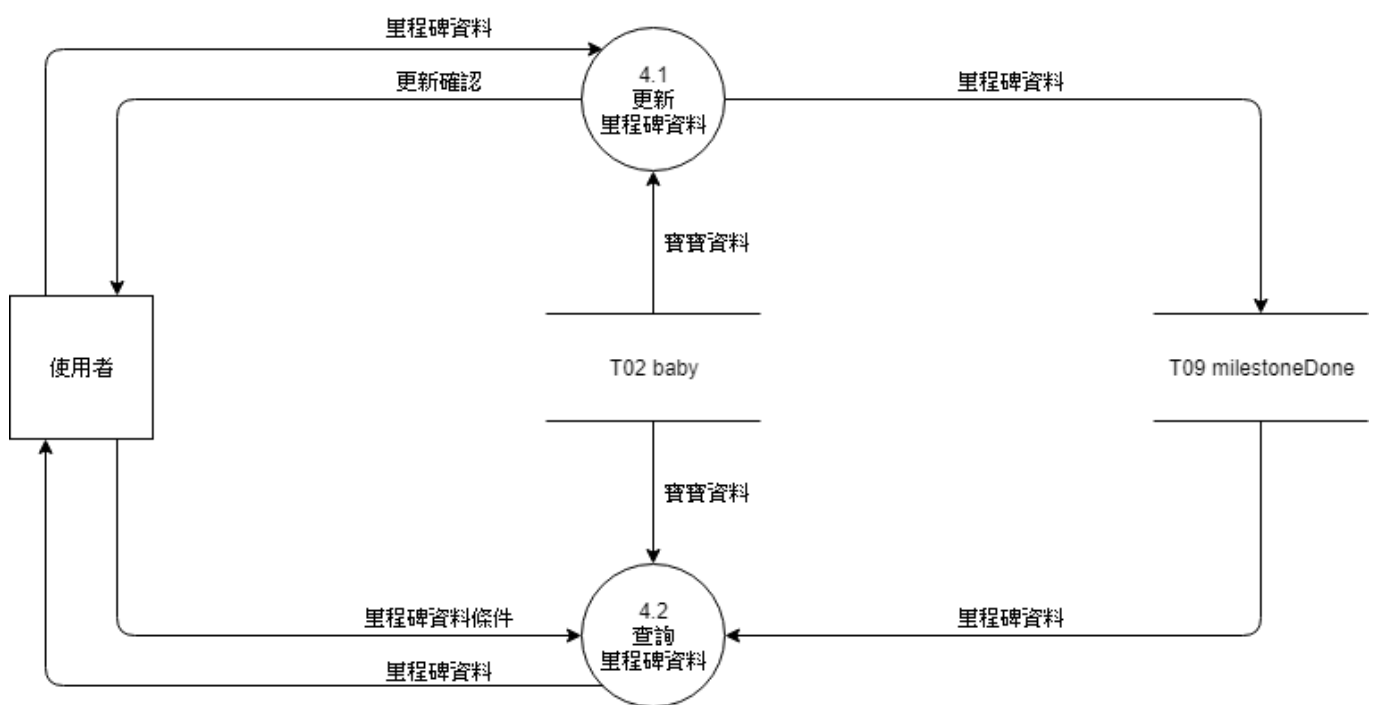 里程碑資料
更新確認
4.1
更新
里程碑資料
里程碑資料
寶寶資料
使用者
T02 baby
T09 milestoneDone
寶寶資料
里程碑資料條件
4.2
查詢
里程碑資料
里程碑資料
里程碑資料